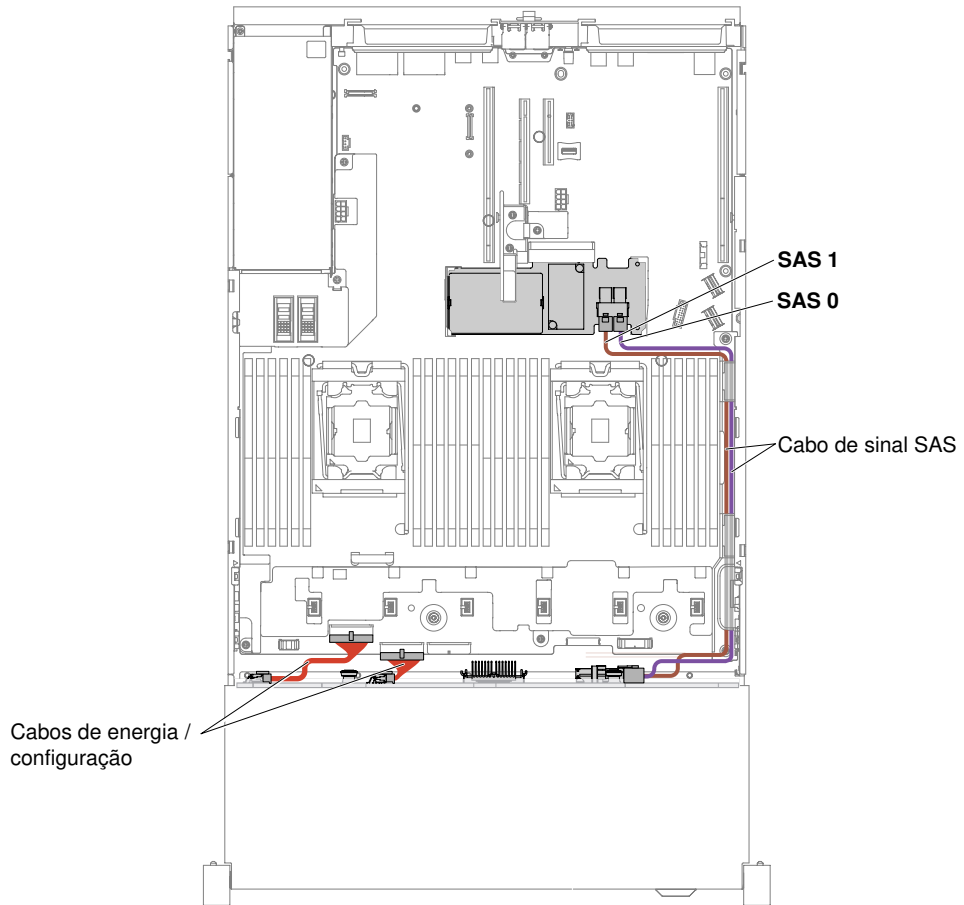 SAS 1
SAS 0
Cabo de sinal SAS
Cabos de energia /
configuração